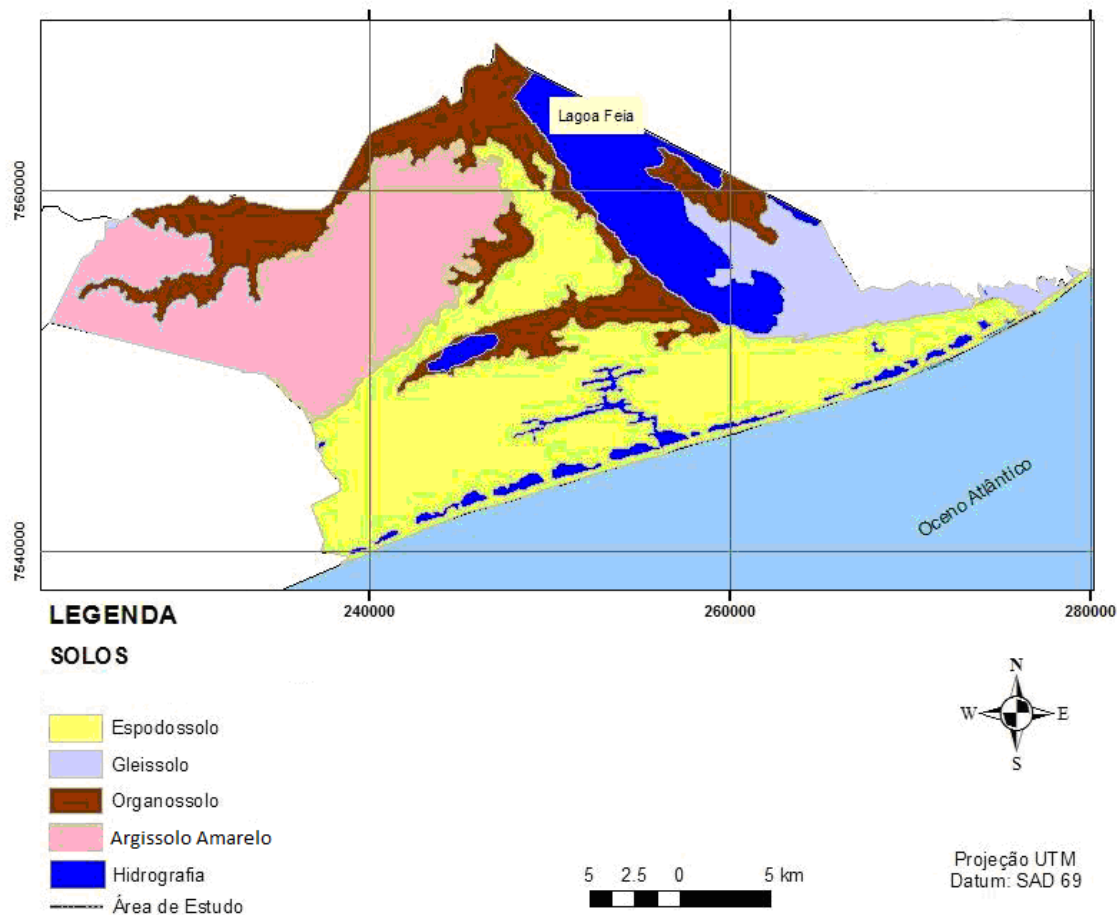 Lagoa Feia
7560000
7540000
Oceno Atlântico
240000
260000
280000
LEGENDA
SOLOS
Espodossolo
Gleissolo
Organossolo
Argissolo Amarelo
Hidrografia
Área de Estudo
N
W
E
S
5 2.5 0 5 km
Projeção UTM
Datum: SAD 69